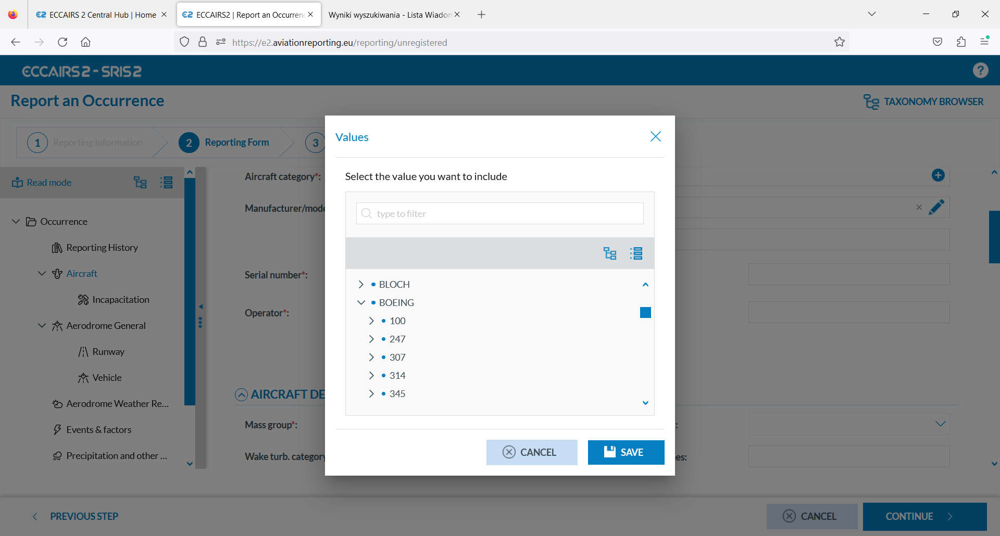 ECCAIRS 2 Central Hub | Home
ECCAIRS2 | Report an Occurrenc
Wyniki wyszukiwania - Lista Wiadon
https://e2.aviationreporting.eu/reporting/unregistered
ECCAIRS 2 - SRIS 2
?
Report an Occurrence
TAXONOMY BROWSER
1 Reporting Information
2 Reporting Form
3
Read mode
Occurrence
Reporting History
Aircraft
Incapacitation
Aerodrome General
Runway
Vehicle
Aerodrome Weather Re...
Events & factors
Precipitation and other ...
Aircraft category*:
Manufacturer/mode
Serial number*:
Operator*:
AIRCRAFT DE
Mass group*:
:
Wake turb. category
es:
Values
Select the value you want to include
type to filter
BLOCH
BOEING
100
247
307
314
345
CANCEL
SAVE
PREVIOUS STEP
CANCEL
CONTINUE